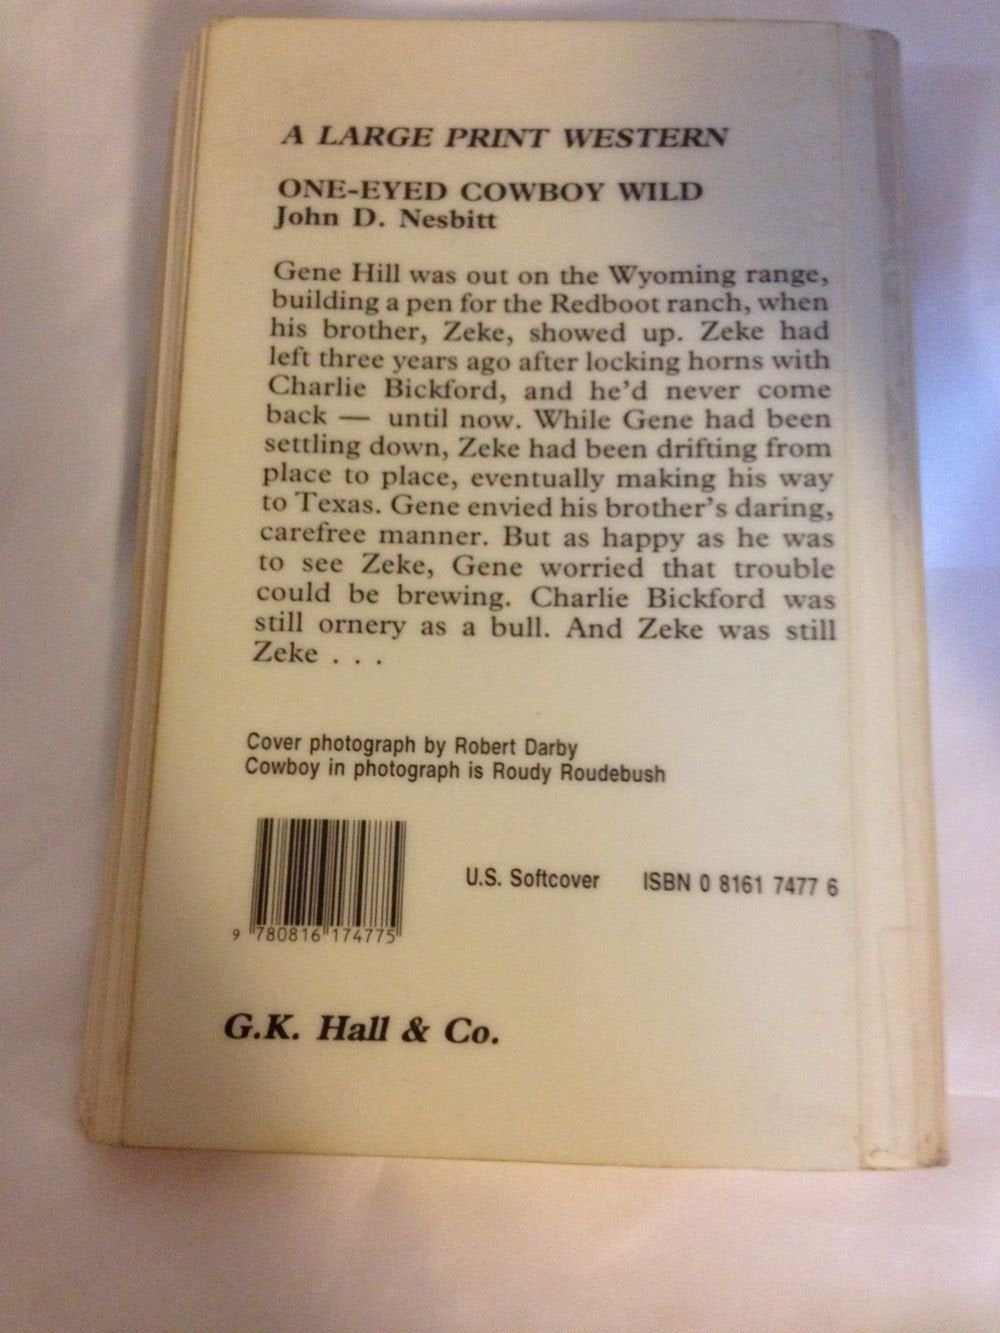 A LARGE PRINT WESTERN
ONE-EYED COWBOY WILD
John D. Nesbitt
Gene Hill was out on the Wyoming range,
building a pen for the Redboot ranch, when
his brother, Zeke, showed up. Zeke had
left three years ago after locking horns with
Charlie Bickford, and he'd never come
back — until now. While Gene had been
settling down, Zeke had been drifting from
place to place, eventually making his way
to Texas. Gene envied his brother's daring,
carefree manner. But as happy as he was
to see Zeke, Gene worried that trouble
could be brewing. Charlie Bickford was
still ornery as a bull. And Zeke was still
Zeke . . .
Cover photograph by Robert Darby
Cowboy in photograph is Roudy Roudebush
U.S. Softcover ISBN 0 8161 7477 6
9 780816 174775
G.K. Hall & Co.